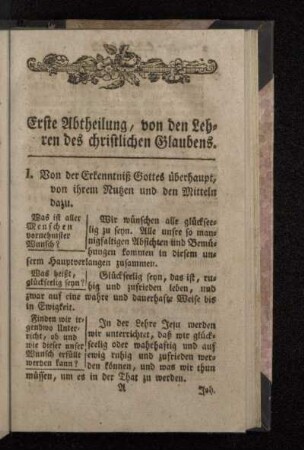 Erste Abtheilung, von den Leh-
ren des christlichen Glaubens.
I. Von der Erkenntniß Gottes überhaupt,
von ihrem Nutzen und den Mitteln
dazu.
Was ist aller
Menschen
vornehmster
Wunsch?
Wir wünschen alle glückse-
lig zu seyn. Alle unsre so man-
nigfaltigen Absichten und Bemü-
hungen kommen in diesem un-
serm Hauptverlangen zusammen.
Was heißt,
glückselig seyn?
Glückselig seyn, das ist, ru-
hig und zufrieden leben, und
zwar auf eine wahre und dauerhafte Weise bis
in Ewigkeit.
Finden wir ir-
gendwo Unter-
richt, ob und
wie dieser unser
Wunsch erfüllt
werden kann?
In der Lehre Jesu werden
wir unterrichtet, daß wir glück-
selig oder wahrhaftig und auf
ewig ruhig und zufrieden wer-
den können, und was wir thun
müssen, um es in der That zu werden.
A
Joh.